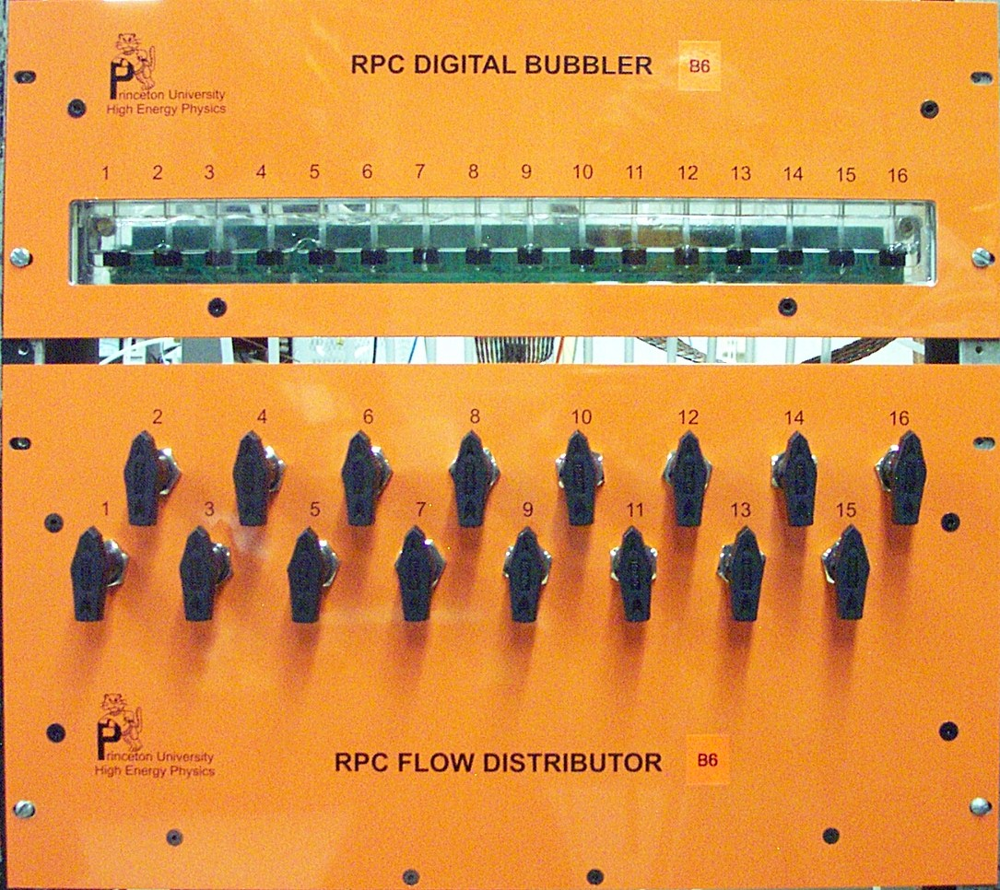 RPC DIGITAL BUBBLER B6
Princeton University
High Energy Physics
1 2 3 4 5 6 7 8 9 10 11 12 13 14 15 16
2 4 6 8 10 12 14 16
1 3 5 7 9 11 13 15
Princeton University
High Energy Physics
RPC FLOW DISTRIBUTOR B6